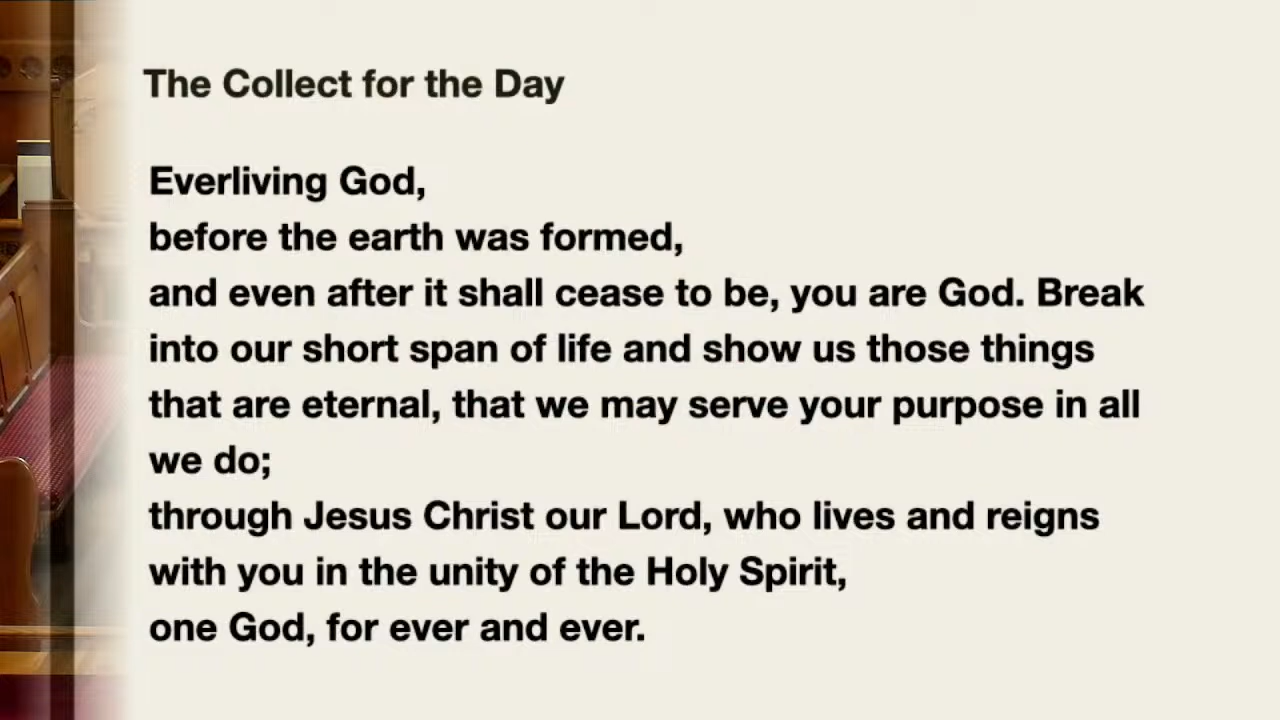 The Collect for the Day
Everliving God,
before the earth was formed,
and even after it shall cease to be, you are God. Break
into our short span of life and show us those things
that are eternal, that we may serve your purpose in all
we do;
through Jesus Christ our Lord, who lives and reigns
with you in the unity of the Holy Spirit,
one God, for ever and ever.